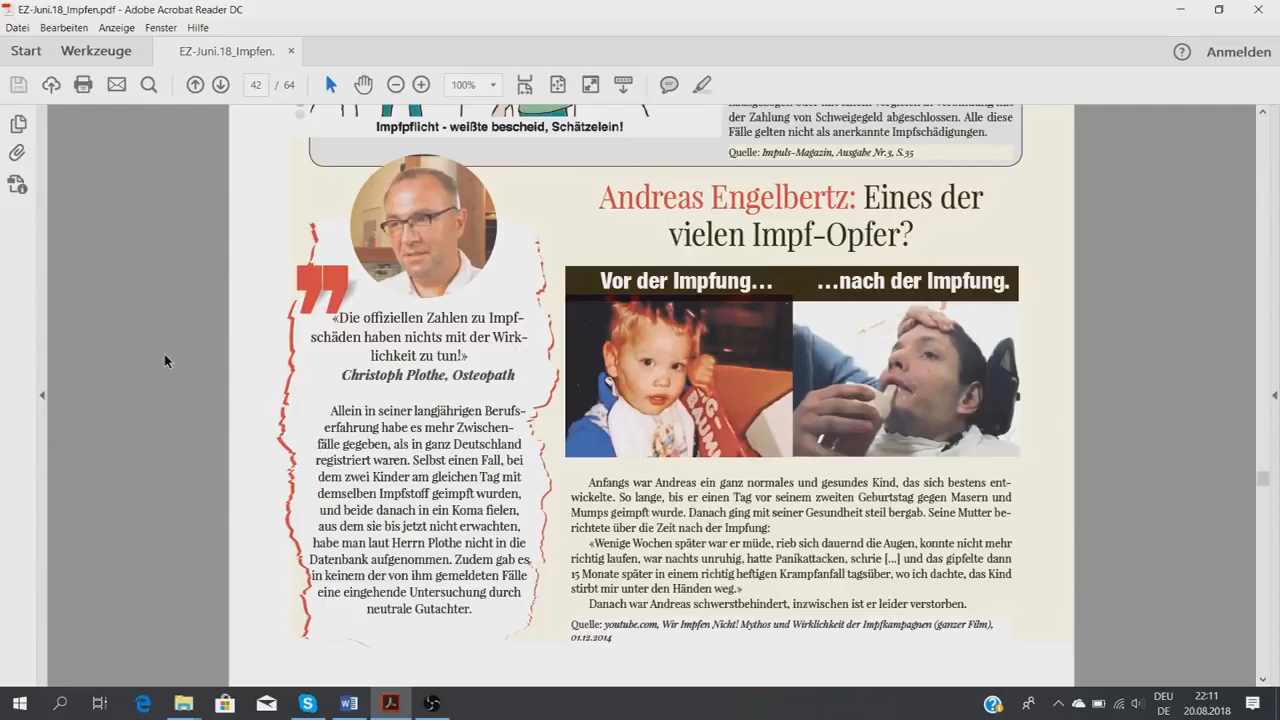 EZ-Juni.18_Impfen.pdf - Adobe Acrobat Reader DC
Datei Bearbeiten Anzeige Fenster Hilfe
Start Werkzeuge EZ-Juni.18_Impfen. × ? Anmelden
42 / 64 100%
der Zahlung von Schweigegeld abgeschlossen. Alle diese
Fälle gelten nicht als anerkannte Impfschädigungen.
Quelle: Impuls-Magazin, Ausgabe Nr.3, S.35
Impfpflicht - weißte bescheid, Schätzelein!
«Die offiziellen Zahlen zu Impf-
schäden haben nichts mit der Wirk-
lichkeit zu tun!»
Christoph Plothe, Osteopath
Allein in seiner langjährigen Berufs-
erfahrung habe es mehr Zwischen-
fälle gegeben, als in ganz Deutschland
registriert waren. Selbst einen Fall, bei
dem zwei Kinder am gleichen Tag mit
demselben Impfstoff geimpft wurden,
und beide danach in ein Koma fielen,
aus dem sie bis jetzt nicht erwachten,
habe man laut Herrn Plothe nicht in die
Datenbank aufgenommen. Zudem gab es
in keinem der von ihm gemeldeten Fälle
eine eingehende Untersuchung durch
neutrale Gutachter.
Andreas Engelbertz: Eines der
vielen Impf-Opfer?
Vor der Impfung… …nach der Impfung.
Anfangs war Andreas ein ganz normales und gesundes Kind, das sich bestens ent-
wickelte. So lange, bis er einen Tag vor seinem zweiten Geburtstag gegen Masern und
Mumps geimpft wurde. Danach ging mit seiner Gesundheit steil bergab. Seine Mutter be-
richtete über die Zeit nach der Impfung:
«Wenige Wochen später war er müde, rieb sich dauernd die Augen, konnte nicht mehr
richtig laufen, war nachts unruhig, hatte Panikattacken, schrie [...] und das gipfelte dann
15 Monate später in einem richtig heftigen Krampfanfall tagsüber, wo ich dachte, das Kind
stirbt mir unter den Händen weg.»
Danach war Andreas schwerstbehindert, inzwischen ist er leider verstorben.
Quelle: youtube.com, Wir Impfen Nicht! Mythos und Wirklichkeit der Impfkampagnen (ganzer Film),
01.12.2014
DEU 22:11
DE 20.08.2018